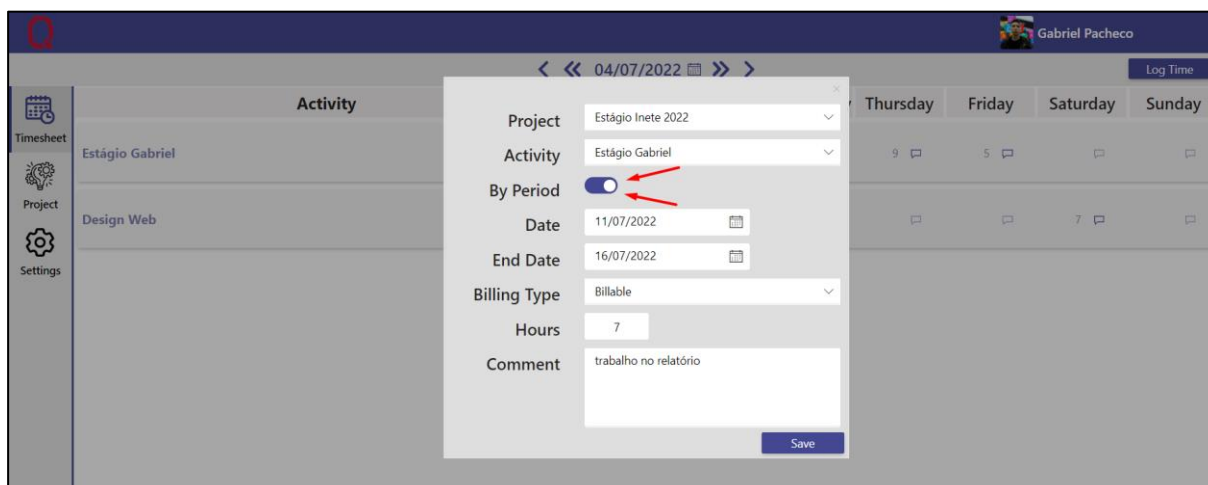 Gabriel Pacheco
04/07/2022
Log Time
Activity Thursday Friday Saturday Sunday
Timesheet
Project
Settings
Estágio Gabriel 9 5
Design Web 7
Project Estágio Inete 2022
Activity Estágio Gabriel
By Period
Date 11/07/2022
End Date 16/07/2022
Billing Type Billable
Hours 7
Comment trabalho no relatório
Save